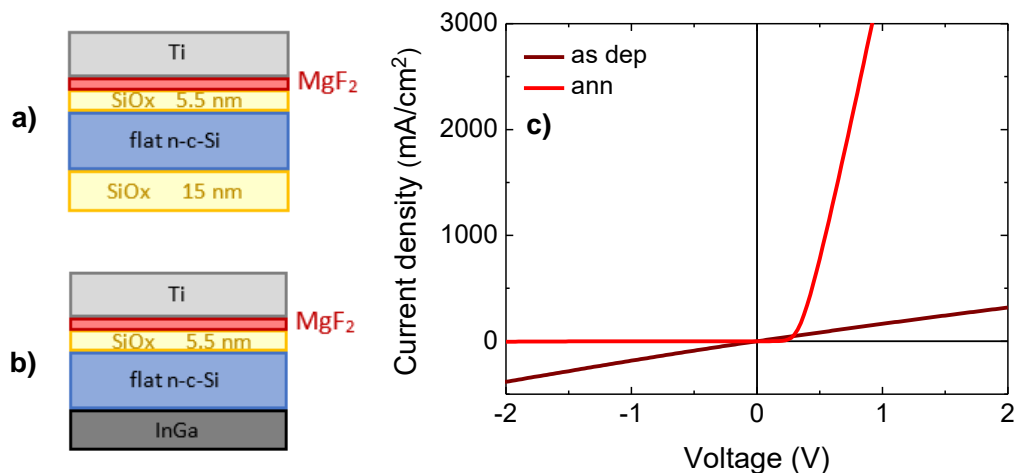 a)
Ti
MgF₂
SiOx 5.5 nm
flat n-c-Si
SiOx 15 nm
b)
Ti
MgF₂
SiOx 5.5 nm
flat n-c-Si
InGa
c)
as dep
ann
Current density (mA/cm²)
3000
2000
1000
0
-2
-1
0
1
2
Voltage (V)